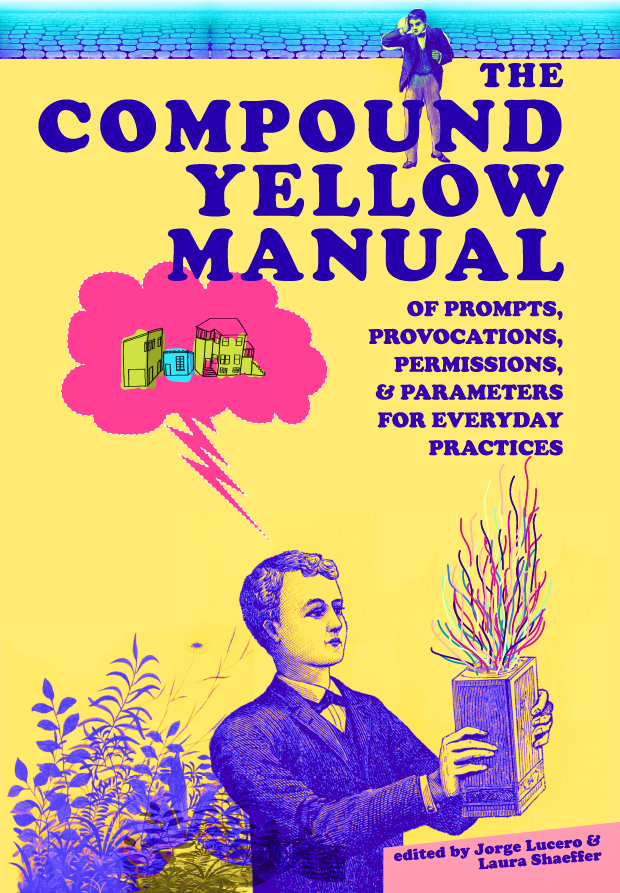 THE
COMPOUND
YELLOW
MANUAL
OF PROMPTS,
PROVOCATIONS,
PERMISSIONS,
& PARAMETERS
FOR EVERYDAY
PRACTICES
edited by Jorge Lucero &
Laura Shaeffer